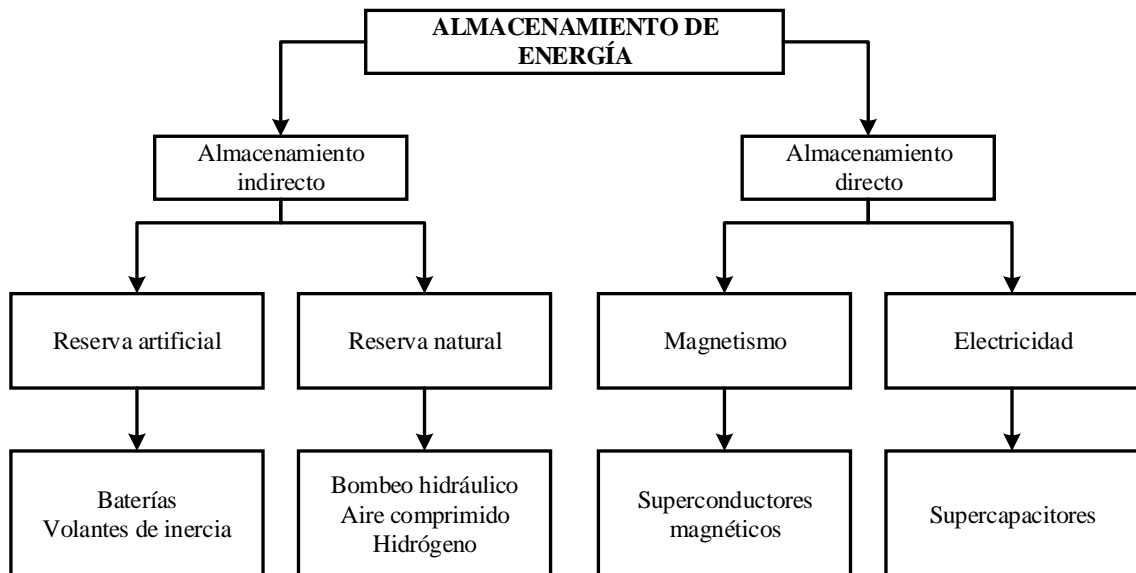 ALMACENAMIENTO DE
ENERGÍA
Almacenamiento
indirecto
Almacenamiento
directo
Reserva artificial
Reserva natural
Magnetismo
Electricidad
Baterías
Volantes de inercia
Bombeo hidráulico
Aire comprimido
Hidrógeno
Superconductores
magnéticos
Supercapacitores